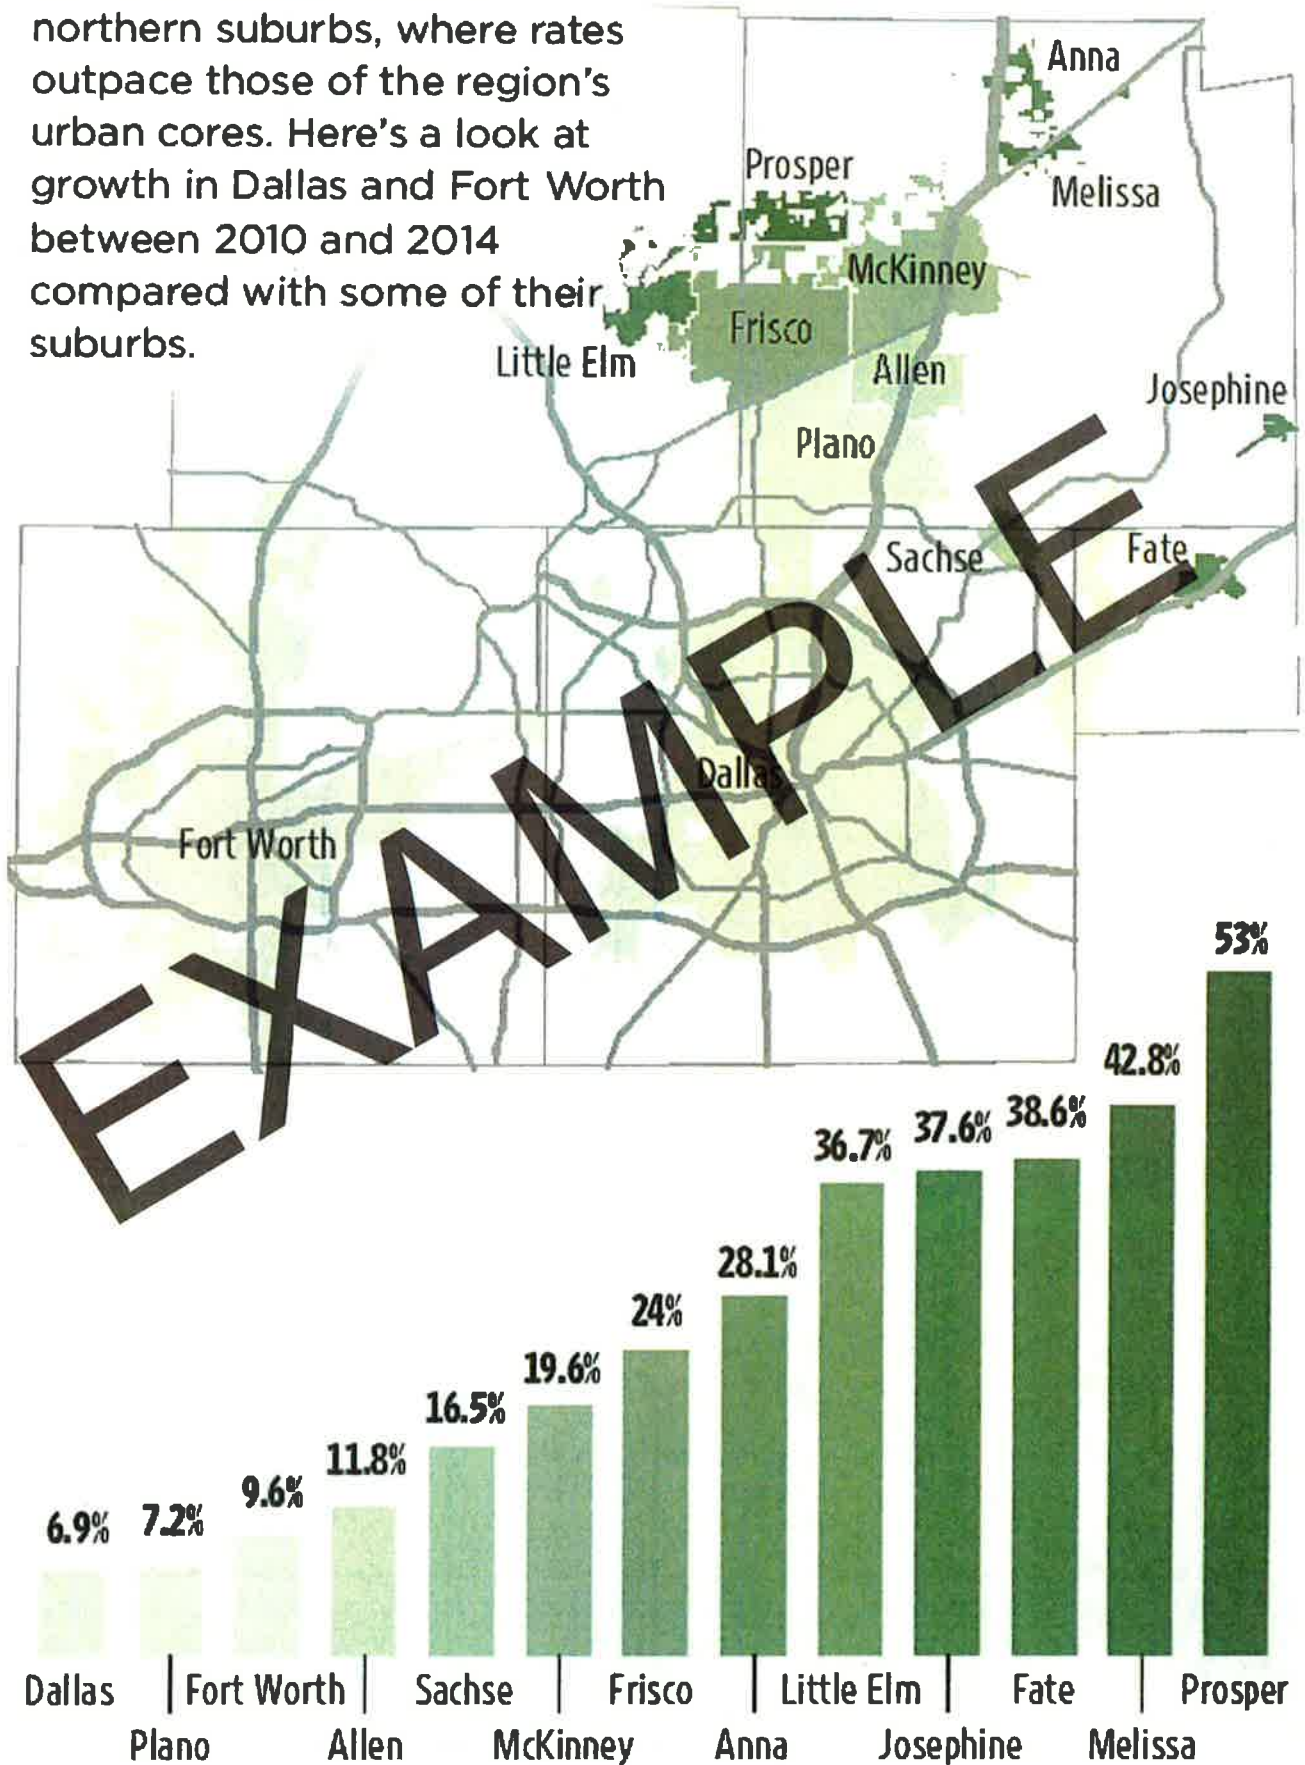 northern suburbs, where rates
outpace those of the region's
urban cores. Here's a look at
growth in Dallas and Fort Worth
between 2010 and 2014
compared with some of their
suburbs.
Anna
Prosper
Melissa
McKinney
Frisco
Little Elm
Allen
Josephine
Plano
Sachse
Fate
Dallas
Fort Worth
EXAMPLE
53%
42.8%
38.6%
37.6%
36.7%
28.1%
24%
19.6%
16.5%
11.8%
9.6%
7.2%
6.9%
Dallas
Fort Worth
Sachse
Frisco
Little Elm
Fate
Prosper
Plano
Allen
McKinney
Anna
Josephine
Melissa